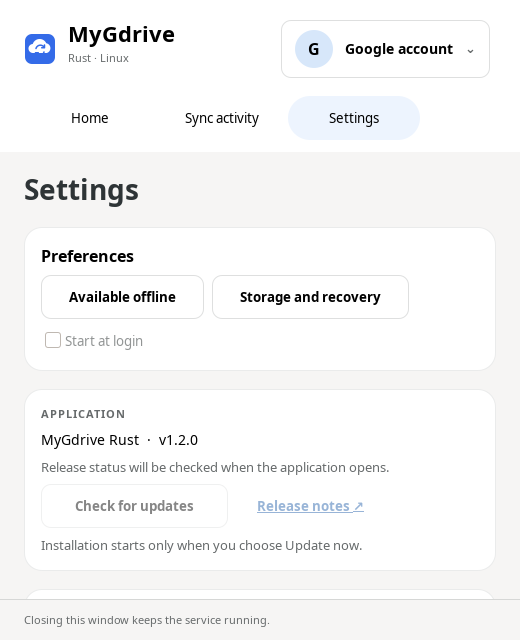 MyGdrive
Rust · Linux
G
Google account
Home
Sync activity
Settings
Settings
Preferences
Available offline
Storage and recovery
Start at login
APPLICATION
MyGdrive Rust · v1.2.0
Release status will be checked when the application opens.
Check for updates
Release notes ↗
Installation starts only when you choose Update now.
Closing this window keeps the service running.